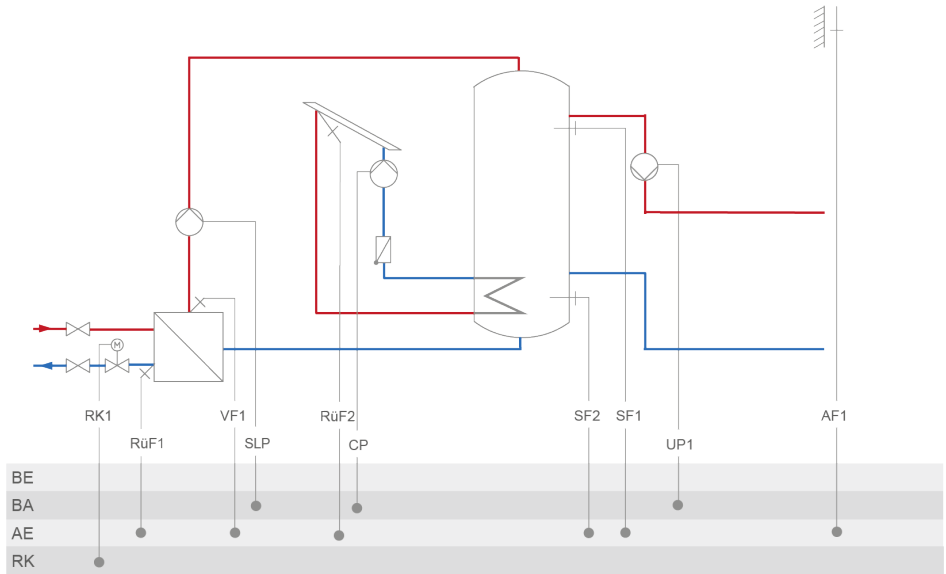 M
RK1
VF1
RüF2
SF2
SF1
AF1
RüF1
SLP
CP
UP1
BE
BA
AE
RK